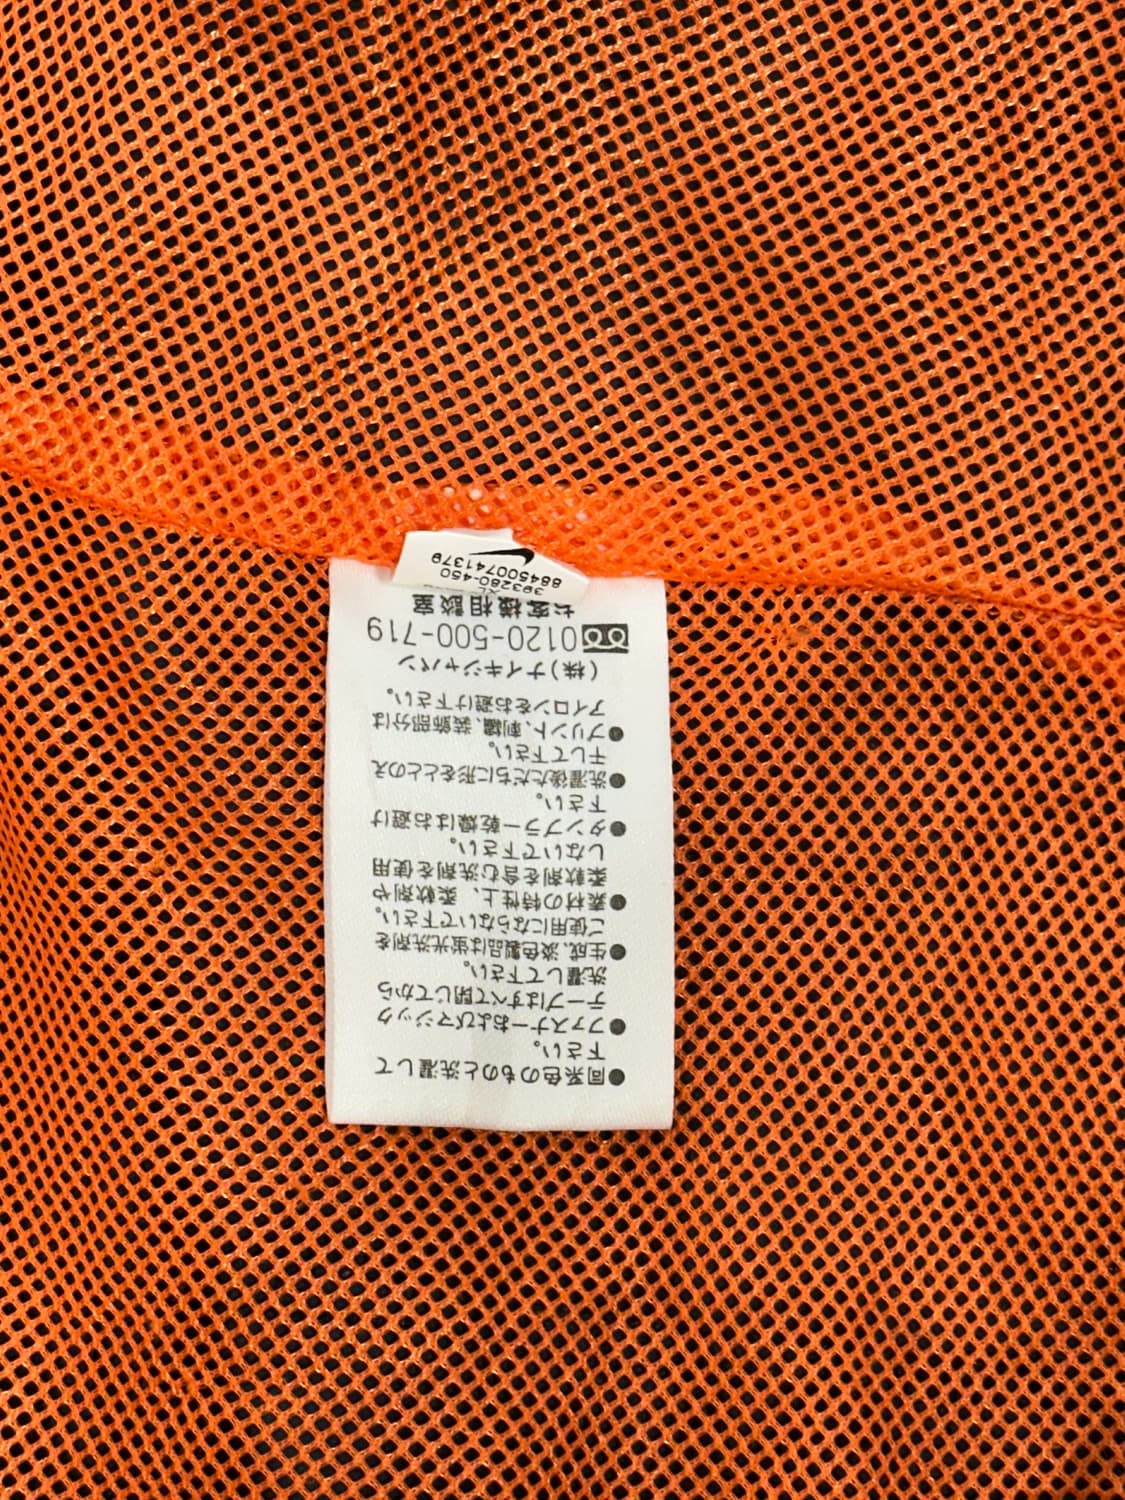 ●同系色のものと洗濯して
下さい。
●ファスナーおよびマジック
テープはすべて閉じてから
洗濯して下さい。
●生成、淡色製品は蛍光洗剤を
ご使用にならないで下さい。
●素材の特性上、柔軟剤や
柔軟剤を含む洗剤を使用
しないで下さい。
●タンブラー乾燥はお避け
下さい。
●洗濯後ただちに形をととのえ
干して下さい。
●プリント、刺繍、装飾部分は
アイロンをお避け下さい。
(株)ナイキジャパン
0120-500-719
お客様相談室
XL
393280-450
884500741379